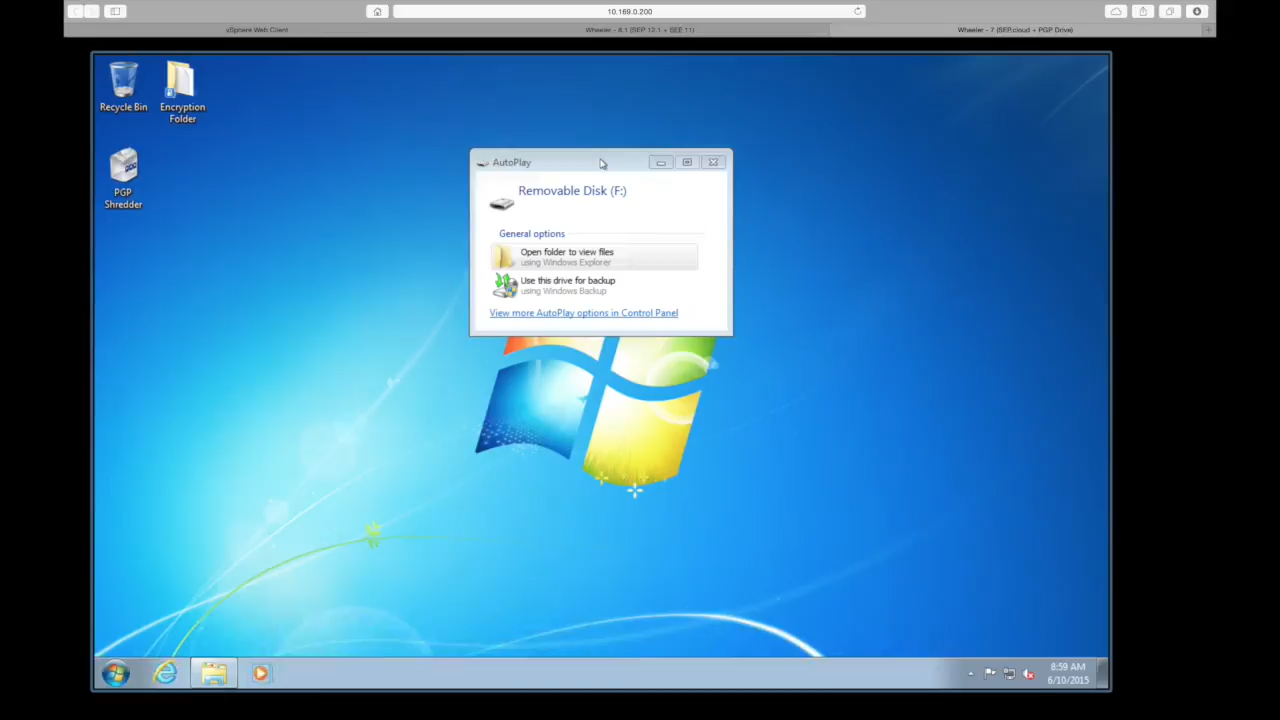 10.169.0.200
vSphere Web Client
Wheeler - 8.1 (SEP 12.1 + SEE 11)
Wheeler - 7 (SEP.cloud + PGP Drive)
Recycle Bin
Encryption
Folder
PGP
Shredder
AutoPlay
Removable Disk (F:)
General options
Open folder to view files
using Windows Explorer
Use this drive for backup
using Windows Backup
View more AutoPlay options in Control Panel
8:59 AM
6/10/2015